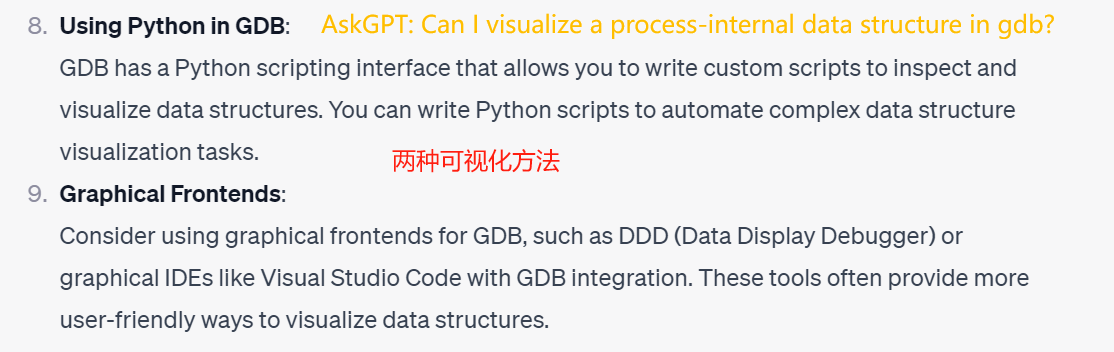 8. Using Python in GDB: AskGPT: Can I visualize a process-internal data structure in gdb?
GDB has a Python scripting interface that allows you to write custom scripts to inspect and
visualize data structures. You can write Python scripts to automate complex data structure
visualization tasks.
两种可视化方法
9. Graphical Frontends:
Consider using graphical frontends for GDB, such as DDD (Data Display Debugger) or
graphical IDEs like Visual Studio Code with GDB integration. These tools often provide more
user-friendly ways to visualize data structures.